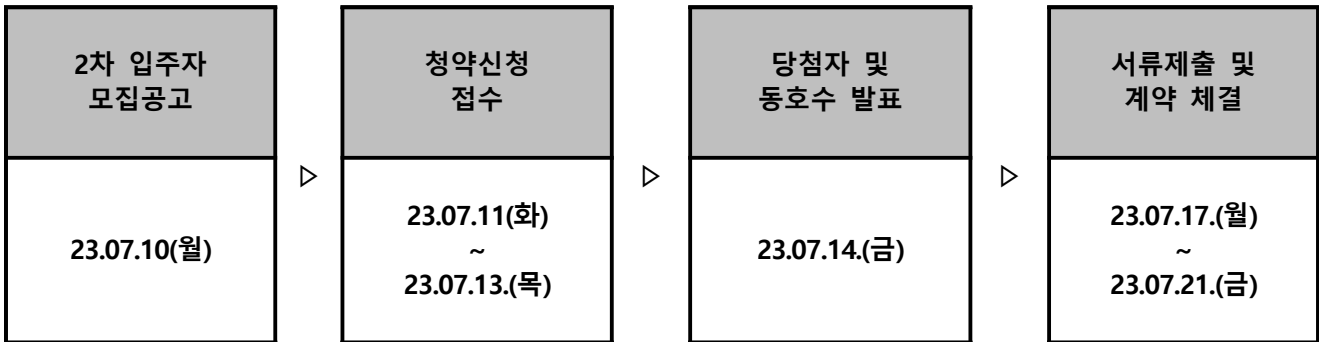 2차 입주자
모집공고
23.07.10(월)
▷
청약신청
접수
23.07.11(화)
~
23.07.13.(목)
▷
당첨자 및
동호수 발표
23.07.14.(금)
▷
서류제출 및
계약 체결
23.07.17.(월)
~
23.07.21.(금)